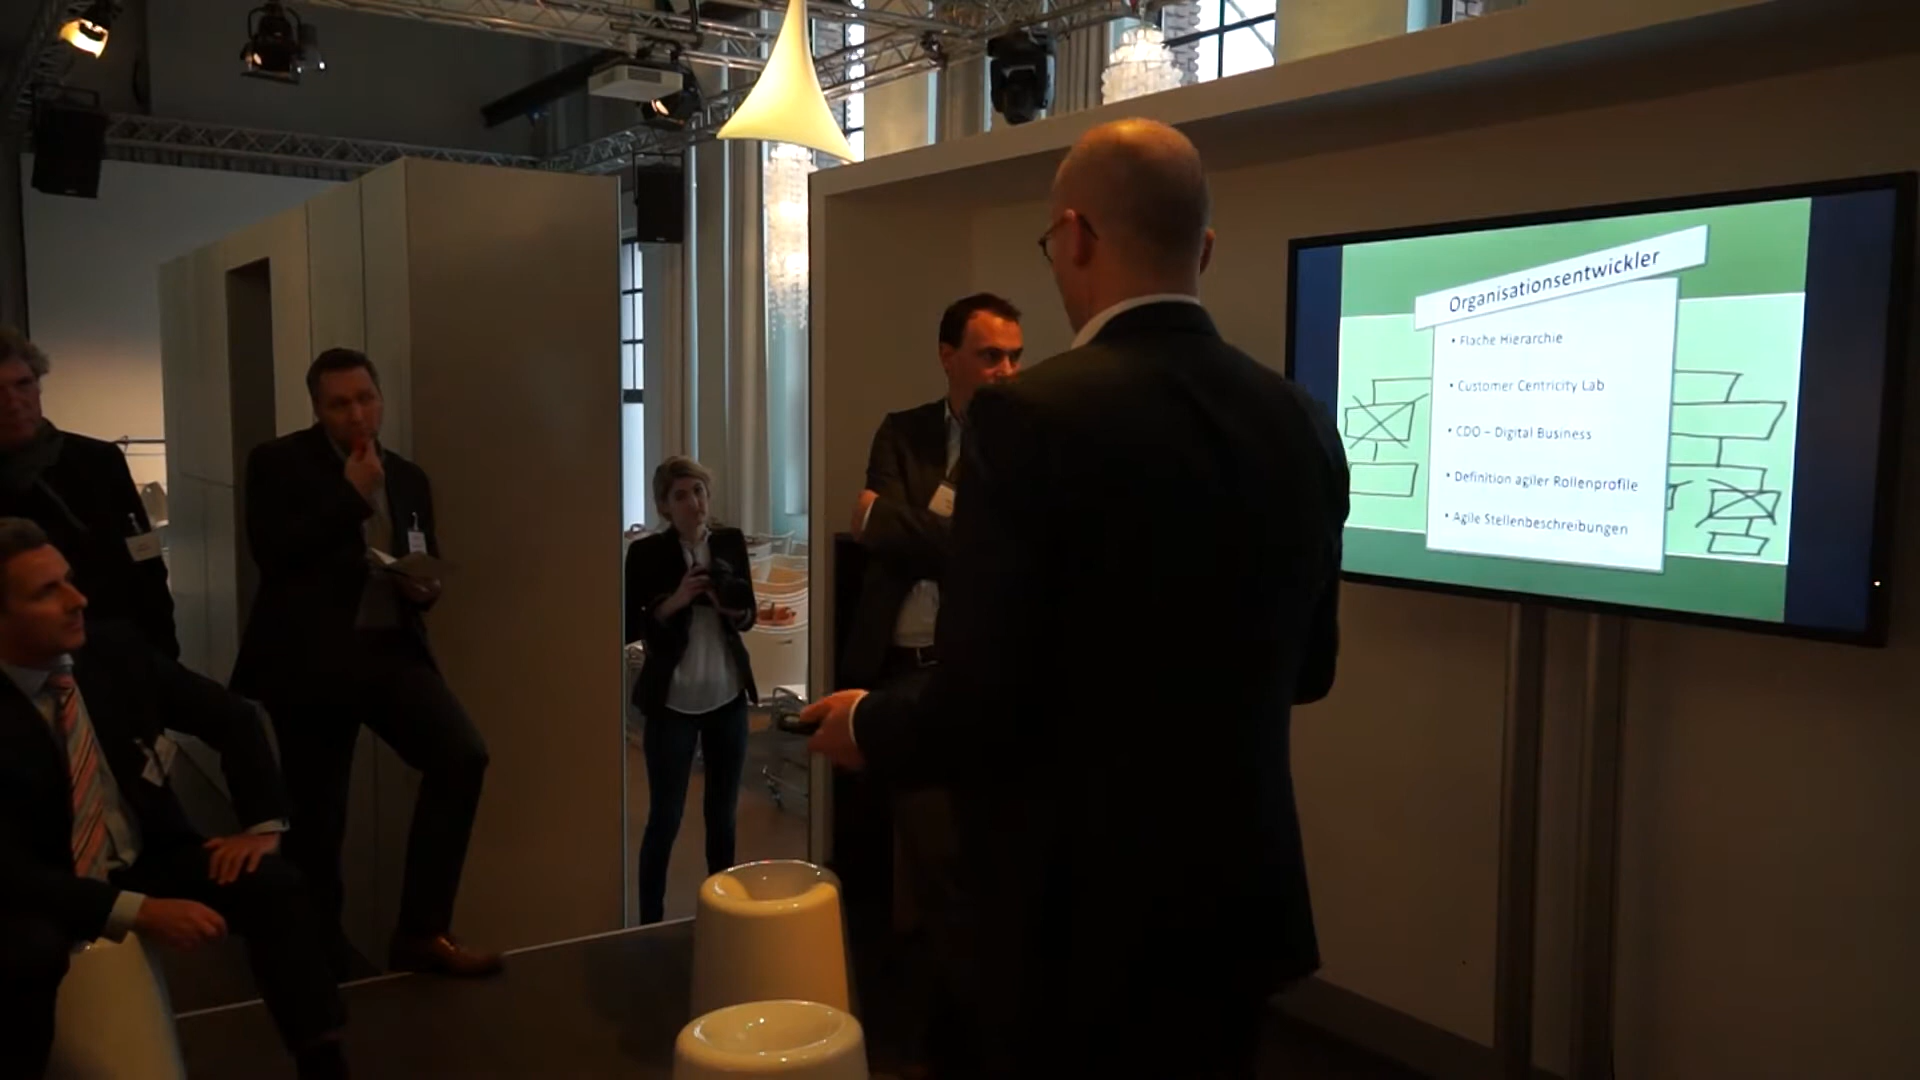 Organisationsentwickler
• Flache Hierarchie
• Customer Centricity Lab
• CDO – Digital Business
• Definition agiler Rollenprofile
• Agile Stellenbeschreibungen